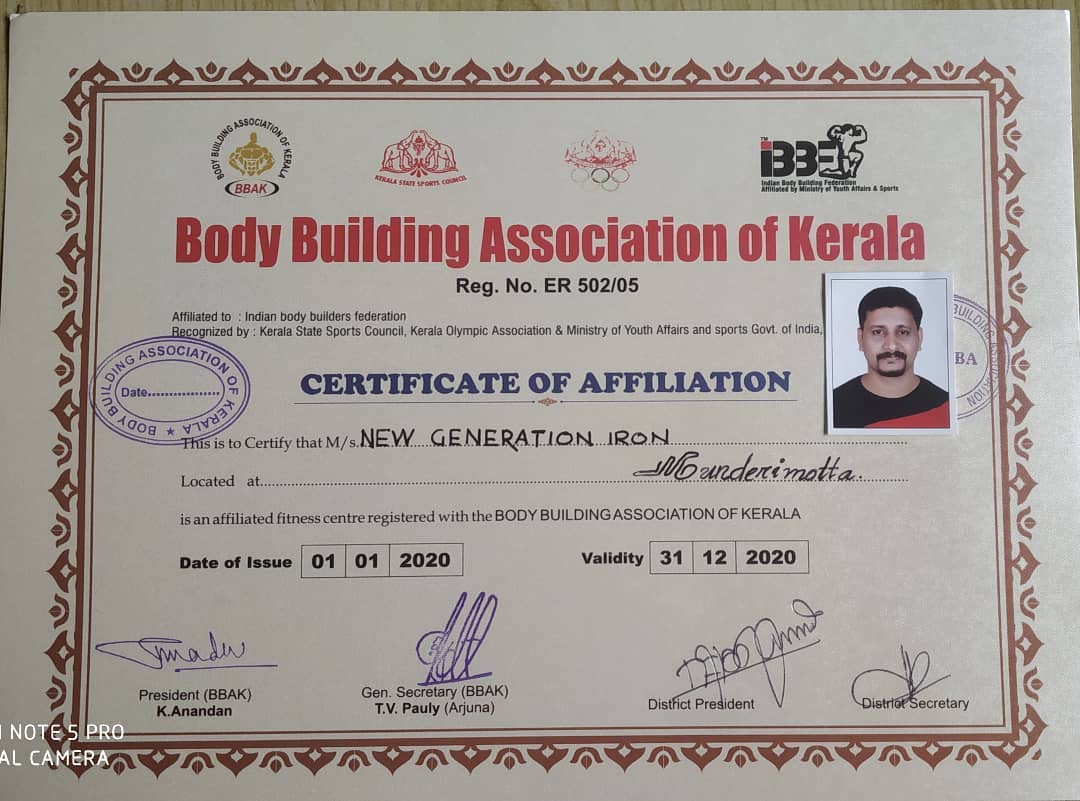 BODY BUILDING ASSOCIATION OF KERALA
BBAK
KERALA STATE SPORTS COUNCIL
TM
iBBF
Indian Body Building Federation
Affiliated by Ministry of Youth Affairs & Sports
Body Building Association of Kerala
Reg. No. ER 502/05
Affiliated to : Indian body builders federation
Recognized by : Kerala State Sports Council, Kerala Olympic Association & Ministry of Youth Affairs and sports Govt. of India,
BODY BUILDING ASSOCIATION OF KERALA ★
Date..................
BUILDING
BA
CERTIFICATE OF AFFILIATION
This is to Certify that M/s. NEW GENERATION IRON
Located at Munderimotta.
is an affiliated fitness centre registered with the BODY BUILDING ASSOCIATION OF KERALA
Date of Issue 01 01 2020 Validity 31 12 2020
President (BBAK) Gen. Secretary (BBAK) District President District Secretary
K.Anandan T.V. Pauly (Arjuna)
NOTE 5 PRO
AL CAMERA